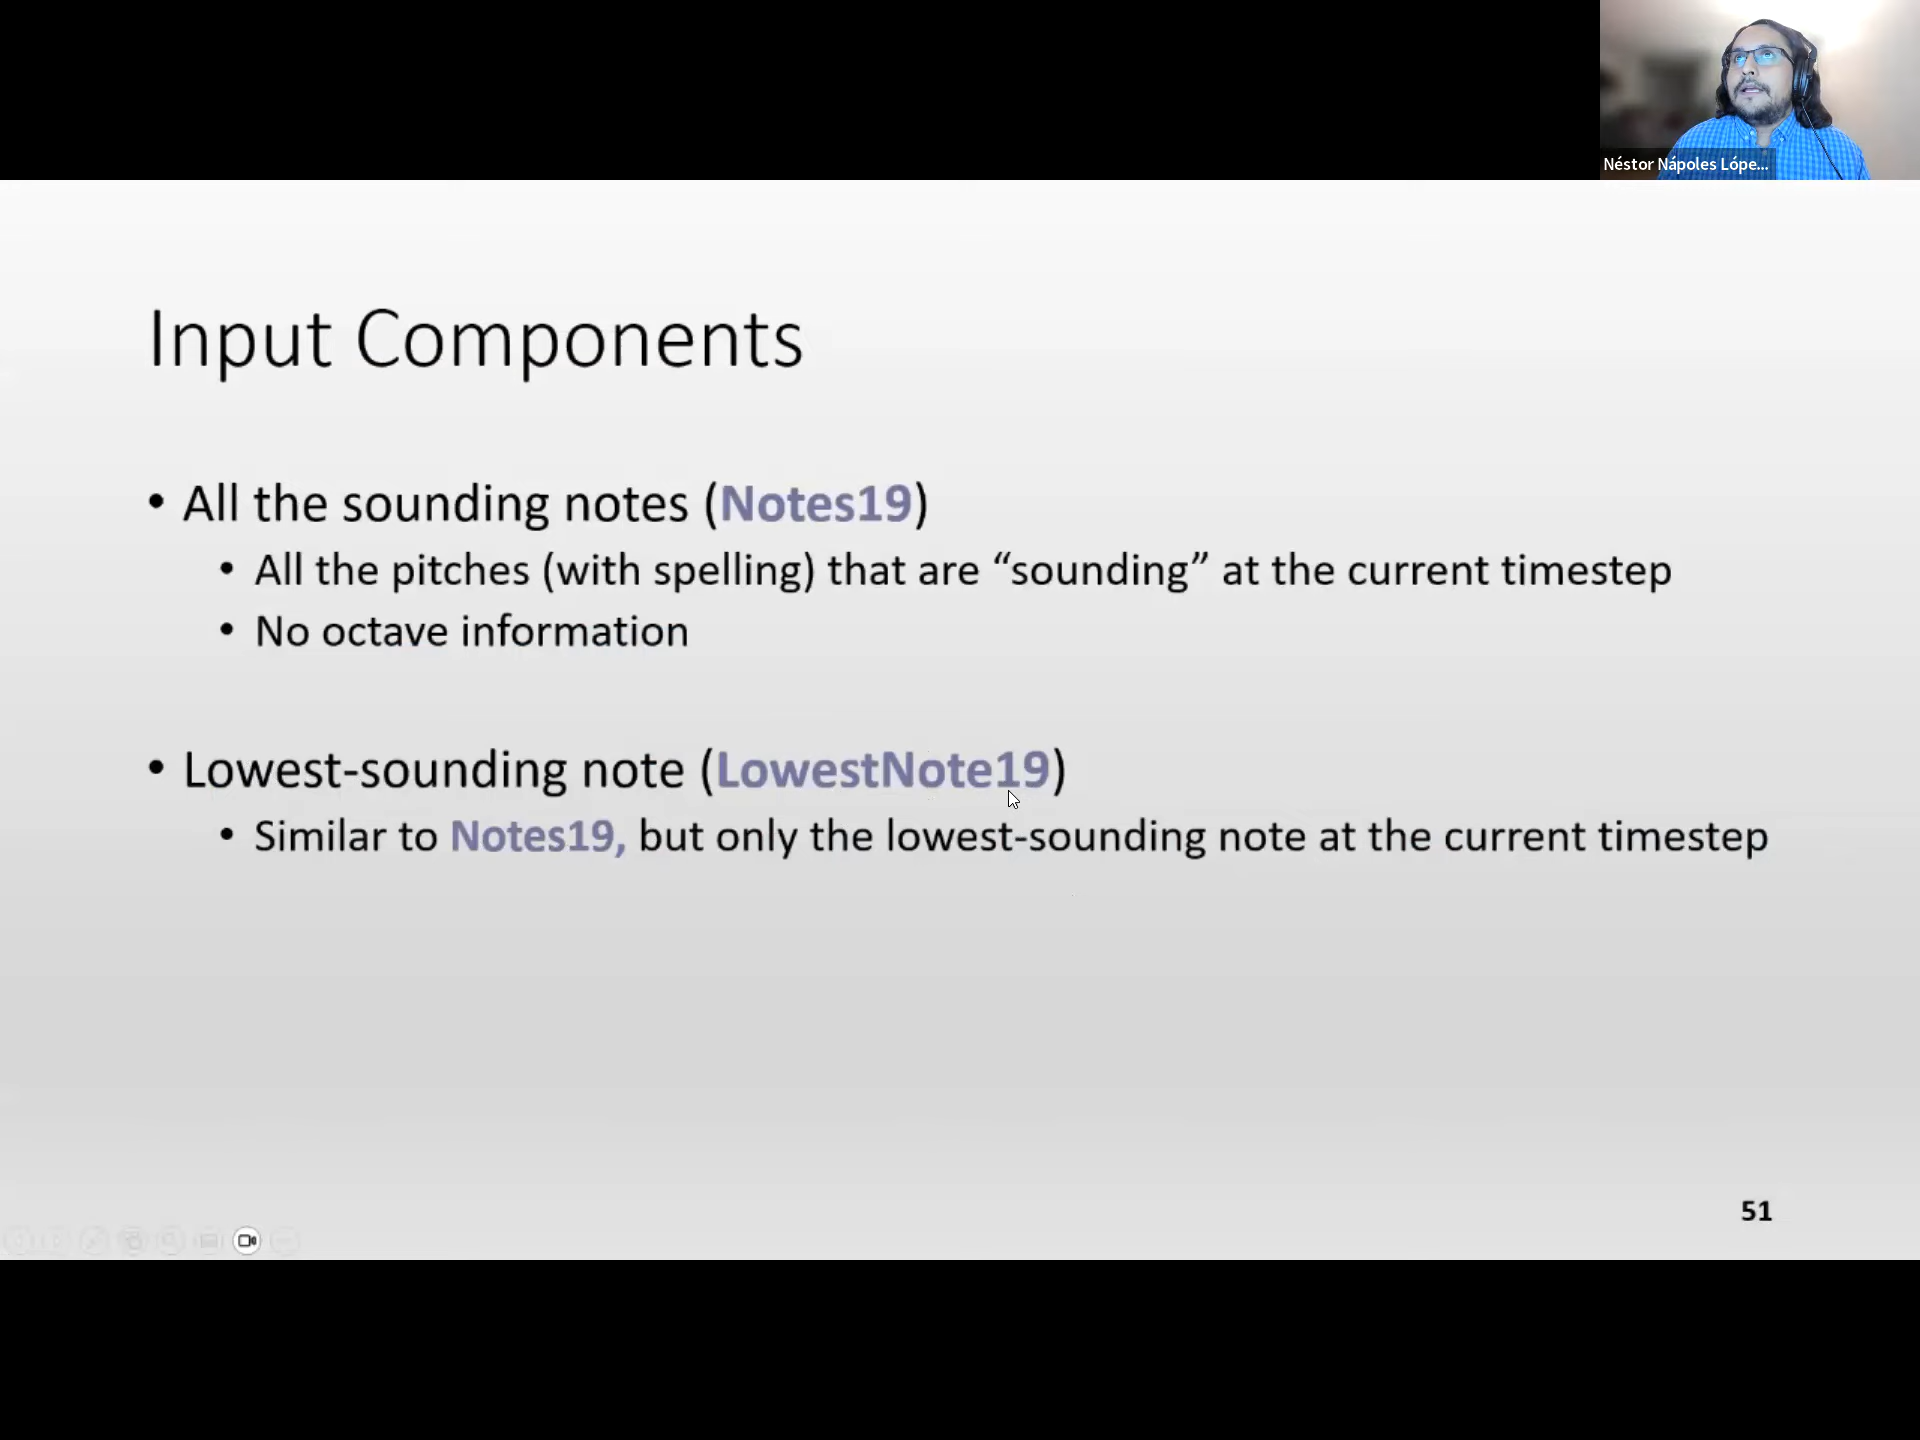 Néstor Nápoles Lópe...
Input Components
• All the sounding notes (Notes19)
• All the pitches (with spelling) that are “sounding” at the current timestep
• No octave information
• Lowest-sounding note (LowestNote19)
• Similar to Notes19, but only the lowest-sounding note at the current timestep
51